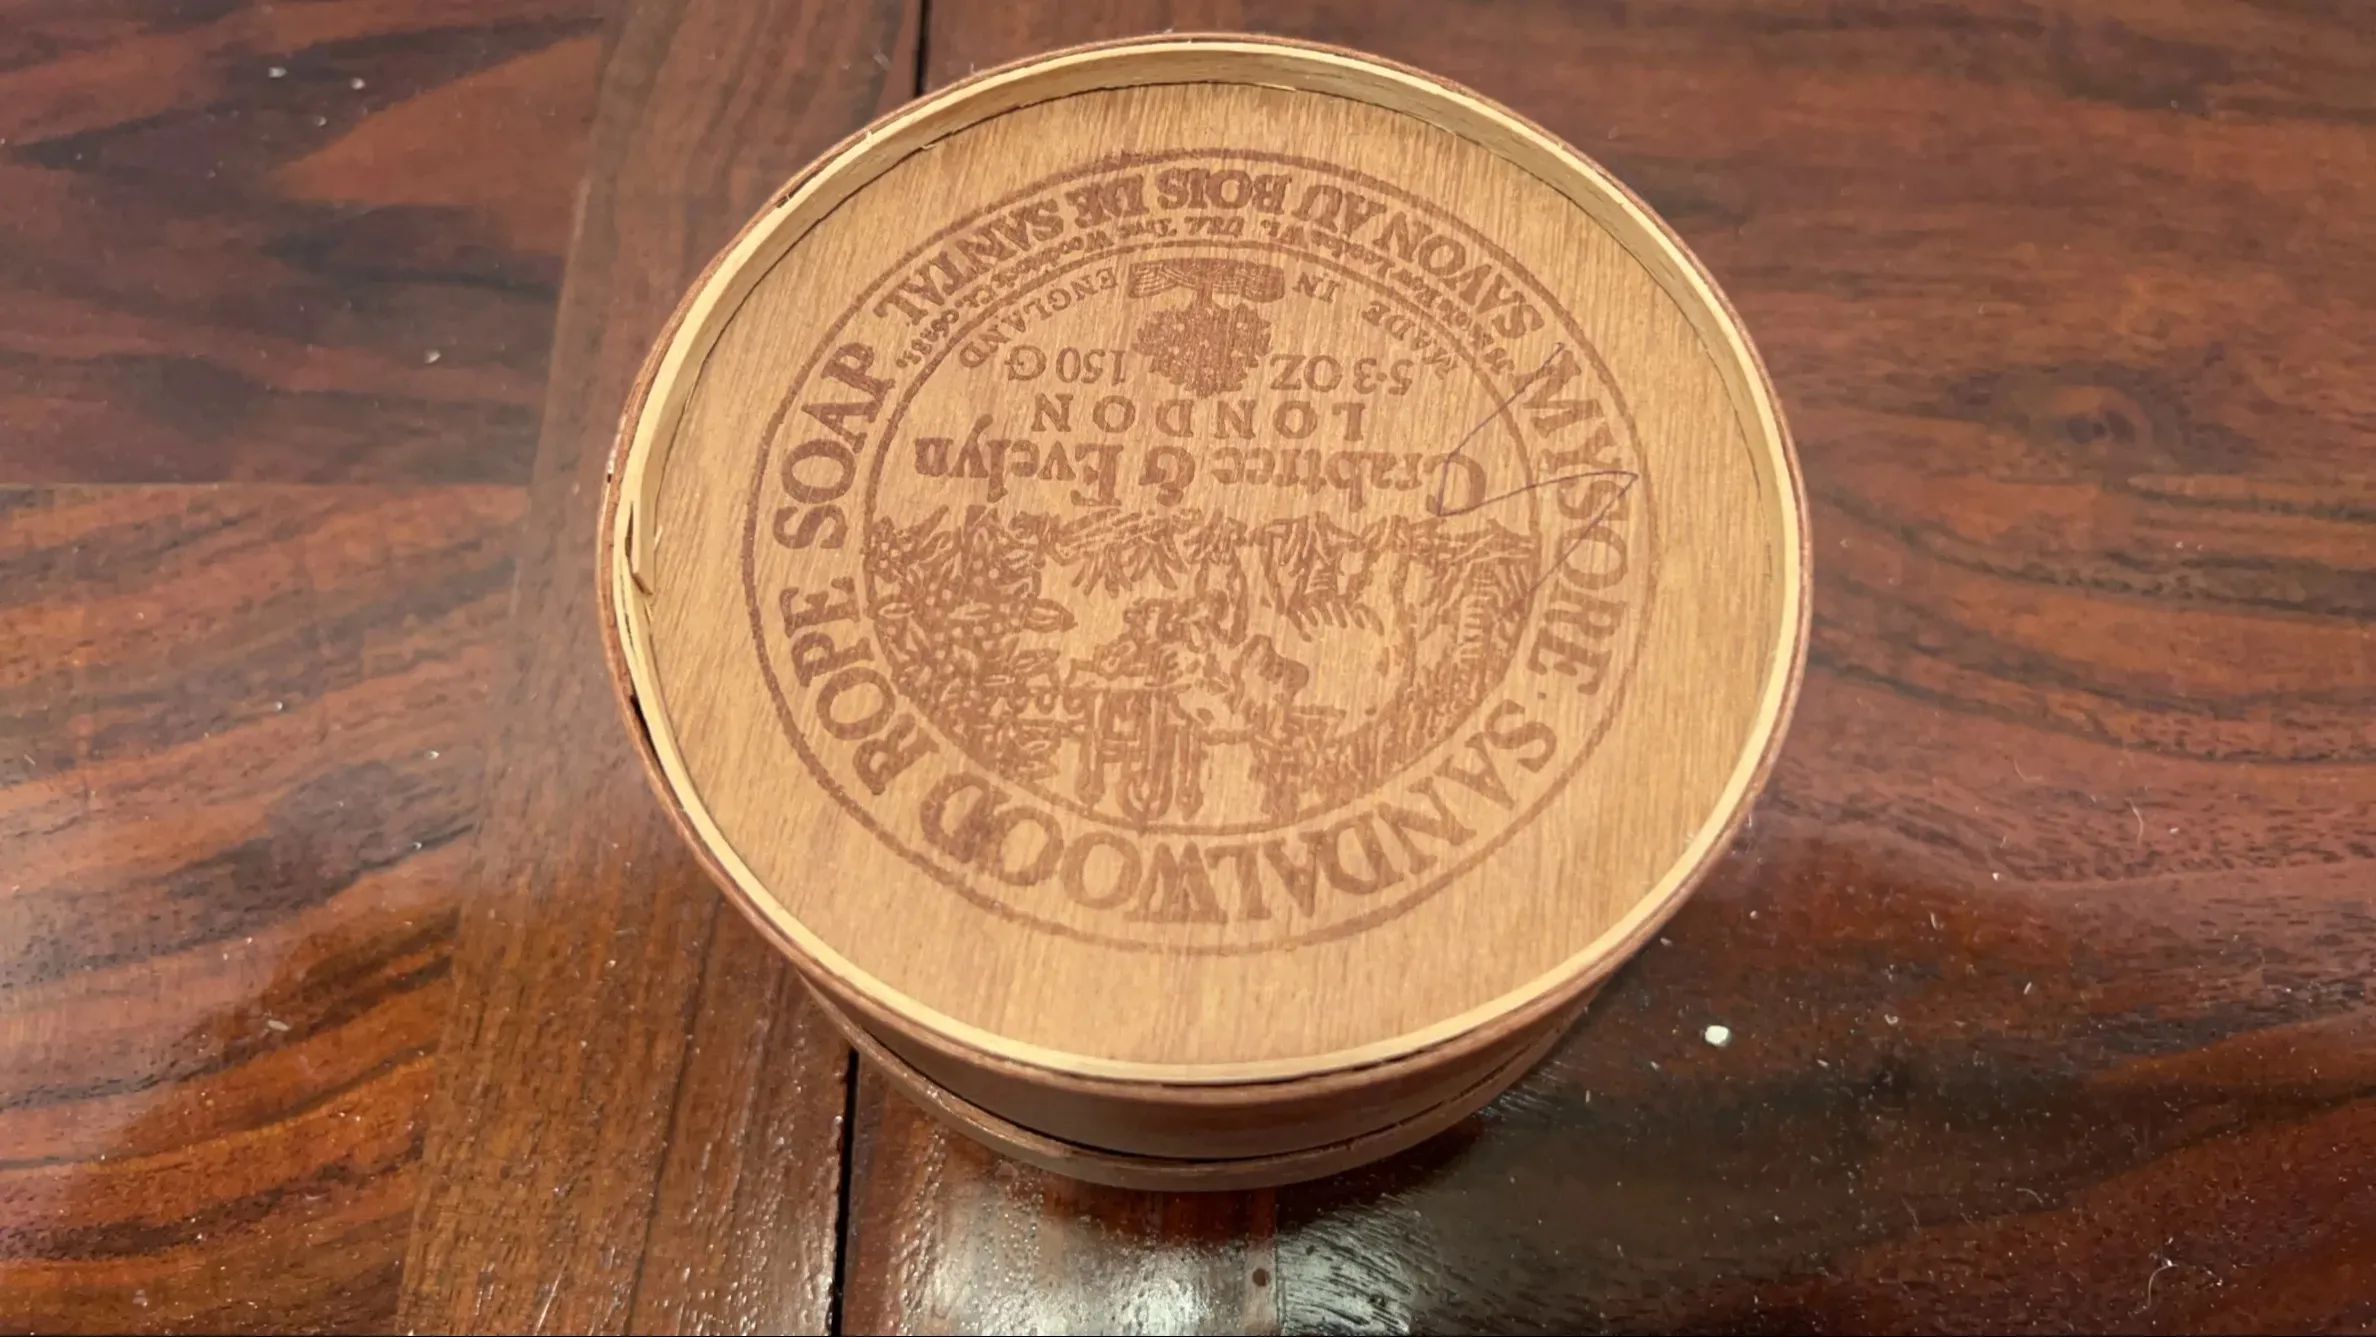 MYSORE · SANDALWOOD ROPE SOAP
SAVON AU BOIS DE SANTAL
Crabtree & Evelyn
LONDON
5·3 OZ 150 G
MADE IN ENGLAND